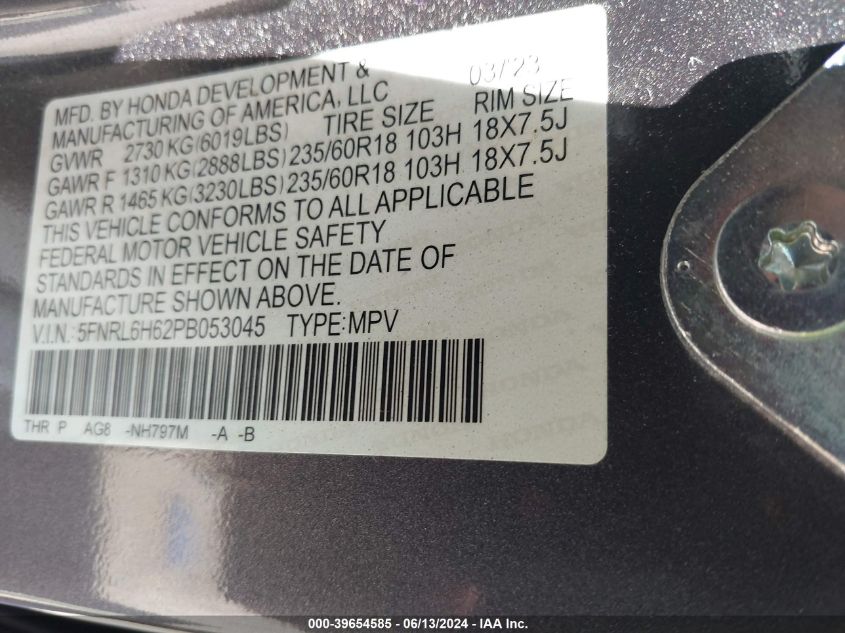 MFD. BY HONDA DEVELOPMENT & 03/23
MANUFACTURING OF AMERICA, LLC
GVWR 2730 KG(6019LBS) TIRE SIZE RIM SIZE
GAWR F 1310 KG(2888LBS) 235/60R18 103H 18X7.5J
GAWR R 1465 KG(3230LBS) 235/60R18 103H 18X7.5J
THIS VEHICLE CONFORMS TO ALL APPLICABLE
FEDERAL MOTOR VEHICLE SAFETY
STANDARDS IN EFFECT ON THE DATE OF
MANUFACTURE SHOWN ABOVE.
V.I.N.: 5FNRL6H62PB053045 TYPE:MPV
THR P AG8 -NH797M -A -B
000-39654585 - 06/13/2024 - IAA Inc.